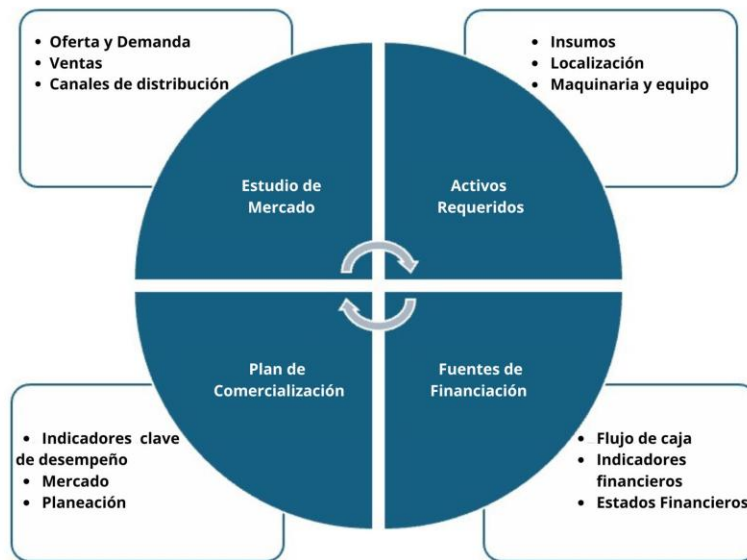 Oferta y Demanda
Ventas
Canales de distribución
Insumos
Localización
Maquinaria y equipo
Estudio de
Mercado
Activos
Requeridos
Plan de
Comercialización
Fuentes de
Financiación
Indicadores clave
de desempeño
Mercado
Planeación
Flujo de caja
Indicadores
financieros
Estados Financieros